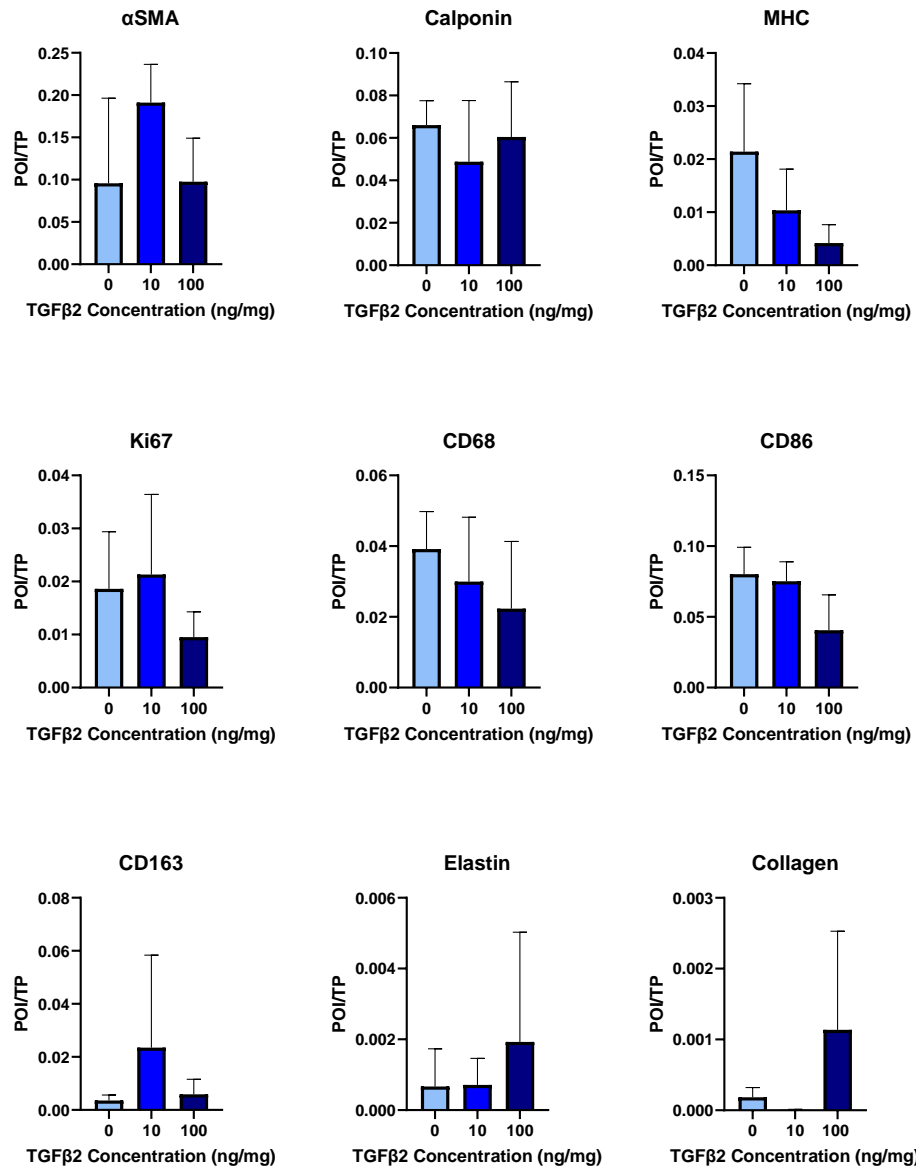 αSMA
0.25
0.20
0.15
0.10
0.05
0.00
POI/TP
0 10 100
TGFβ2 Concentration (ng/mg)
Calponin
0.10
0.08
0.06
0.04
0.02
0.00
POI/TP
0 10 100
TGFβ2 Concentration (ng/mg)
MHC
0.04
0.03
0.02
0.01
0.00
POI/TP
0 10 100
TGFβ2 Concentration (ng/mg)
Ki67
0.04
0.03
0.02
0.01
0.00
POI/TP
0 10 100
TGFβ2 Concentration (ng/mg)
CD68
0.06
0.04
0.02
0.00
POI/TP
0 10 100
TGFβ2 Concentration (ng/mg)
CD86
0.15
0.10
0.05
0.00
POI/TP
0 10 100
TGFβ2 Concentration (ng/mg)
CD163
0.08
0.06
0.04
0.02
0.00
POI/TP
0 10 100
TGFβ2 Concentration (ng/mg)
Elastin
0.006
0.004
0.002
0.000
POI/TP
0 10 100
TGFβ2 Concentration (ng/mg)
Collagen
0.003
0.002
0.001
0.000
POI/TP
0 10 100
TGFβ2 Concentration (ng/mg)